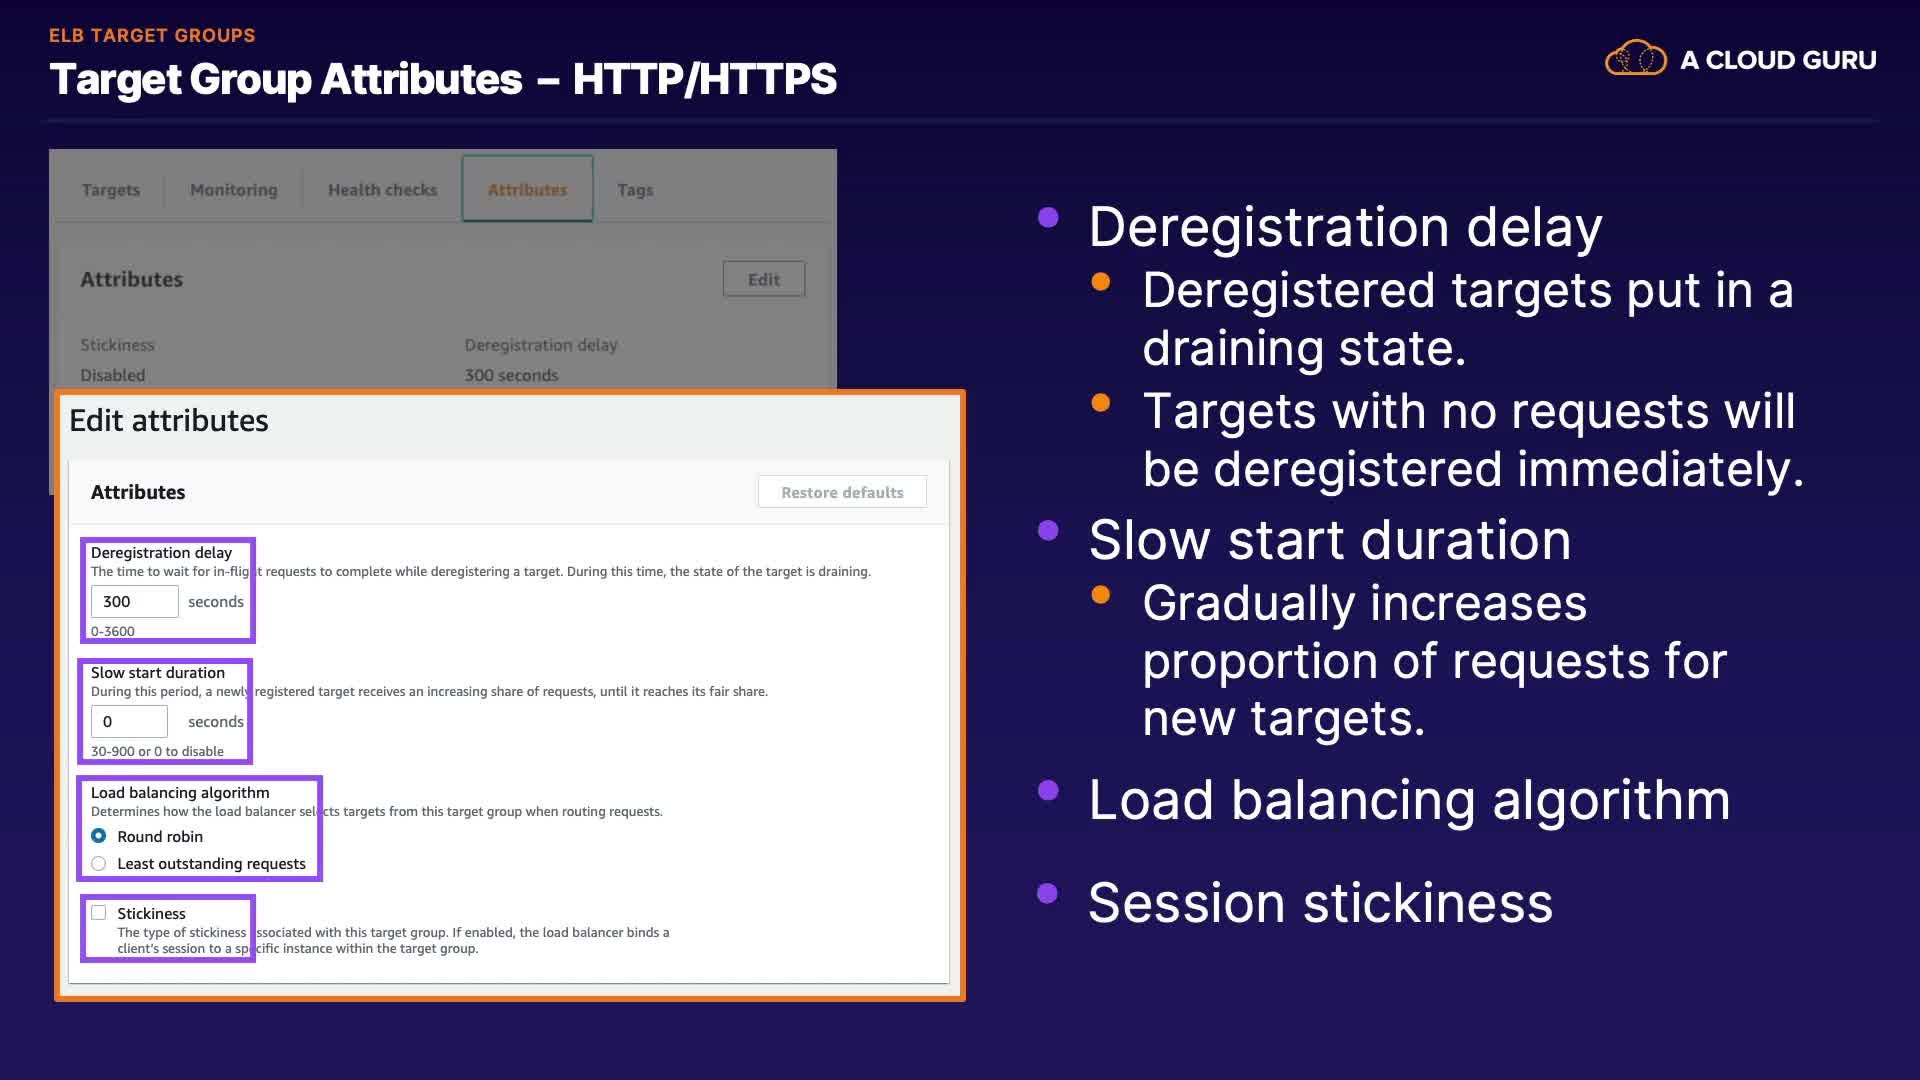 ELB TARGET GROUPS
Target Group Attributes – HTTP/HTTPS
A CLOUD GURU
Targets
Monitoring
Health checks
Attributes
Tags
Attributes
Edit
Stickiness
Deregistration delay
Disabled
300 seconds
Edit attributes
Attributes
Restore defaults
Deregistration delay
The time to wait for in-flight requests to complete while deregistering a target. During this time, the state of the target is draining.
300 seconds
0-3600
Slow start duration
During this period, a newly registered target receives an increasing share of requests, until it reaches its fair share.
0 seconds
30-900 or 0 to disable
Load balancing algorithm
Determines how the load balancer selects targets from this target group when routing requests.
Round robin
Least outstanding requests
Stickiness
The type of stickiness associated with this target group. If enabled, the load balancer binds a
client's session to a specific instance within the target group.
Deregistration delay
Deregistered targets put in a
draining state.
Targets with no requests will
be deregistered immediately.
Slow start duration
Gradually increases
proportion of requests for
new targets.
Load balancing algorithm
Session stickiness